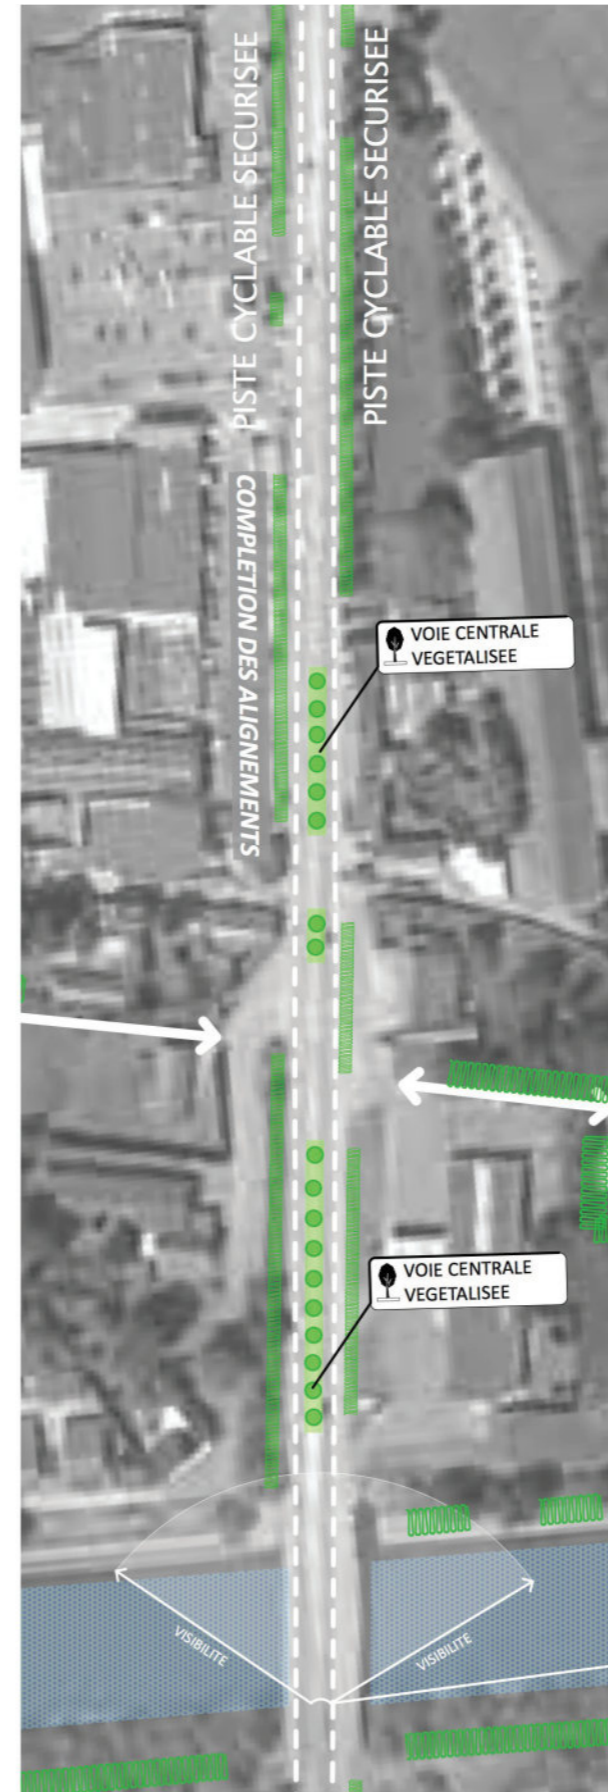 PISTE CYCLABLE SECURISEE
PISTE CYCLABLE SECURISEE
COMPLETION DES ALIGNEMENTS
VOIE CENTRALE
VEGETALISEE
VOIE CENTRALE
VEGETALISEE
VISIBILITE
VISIBILITE